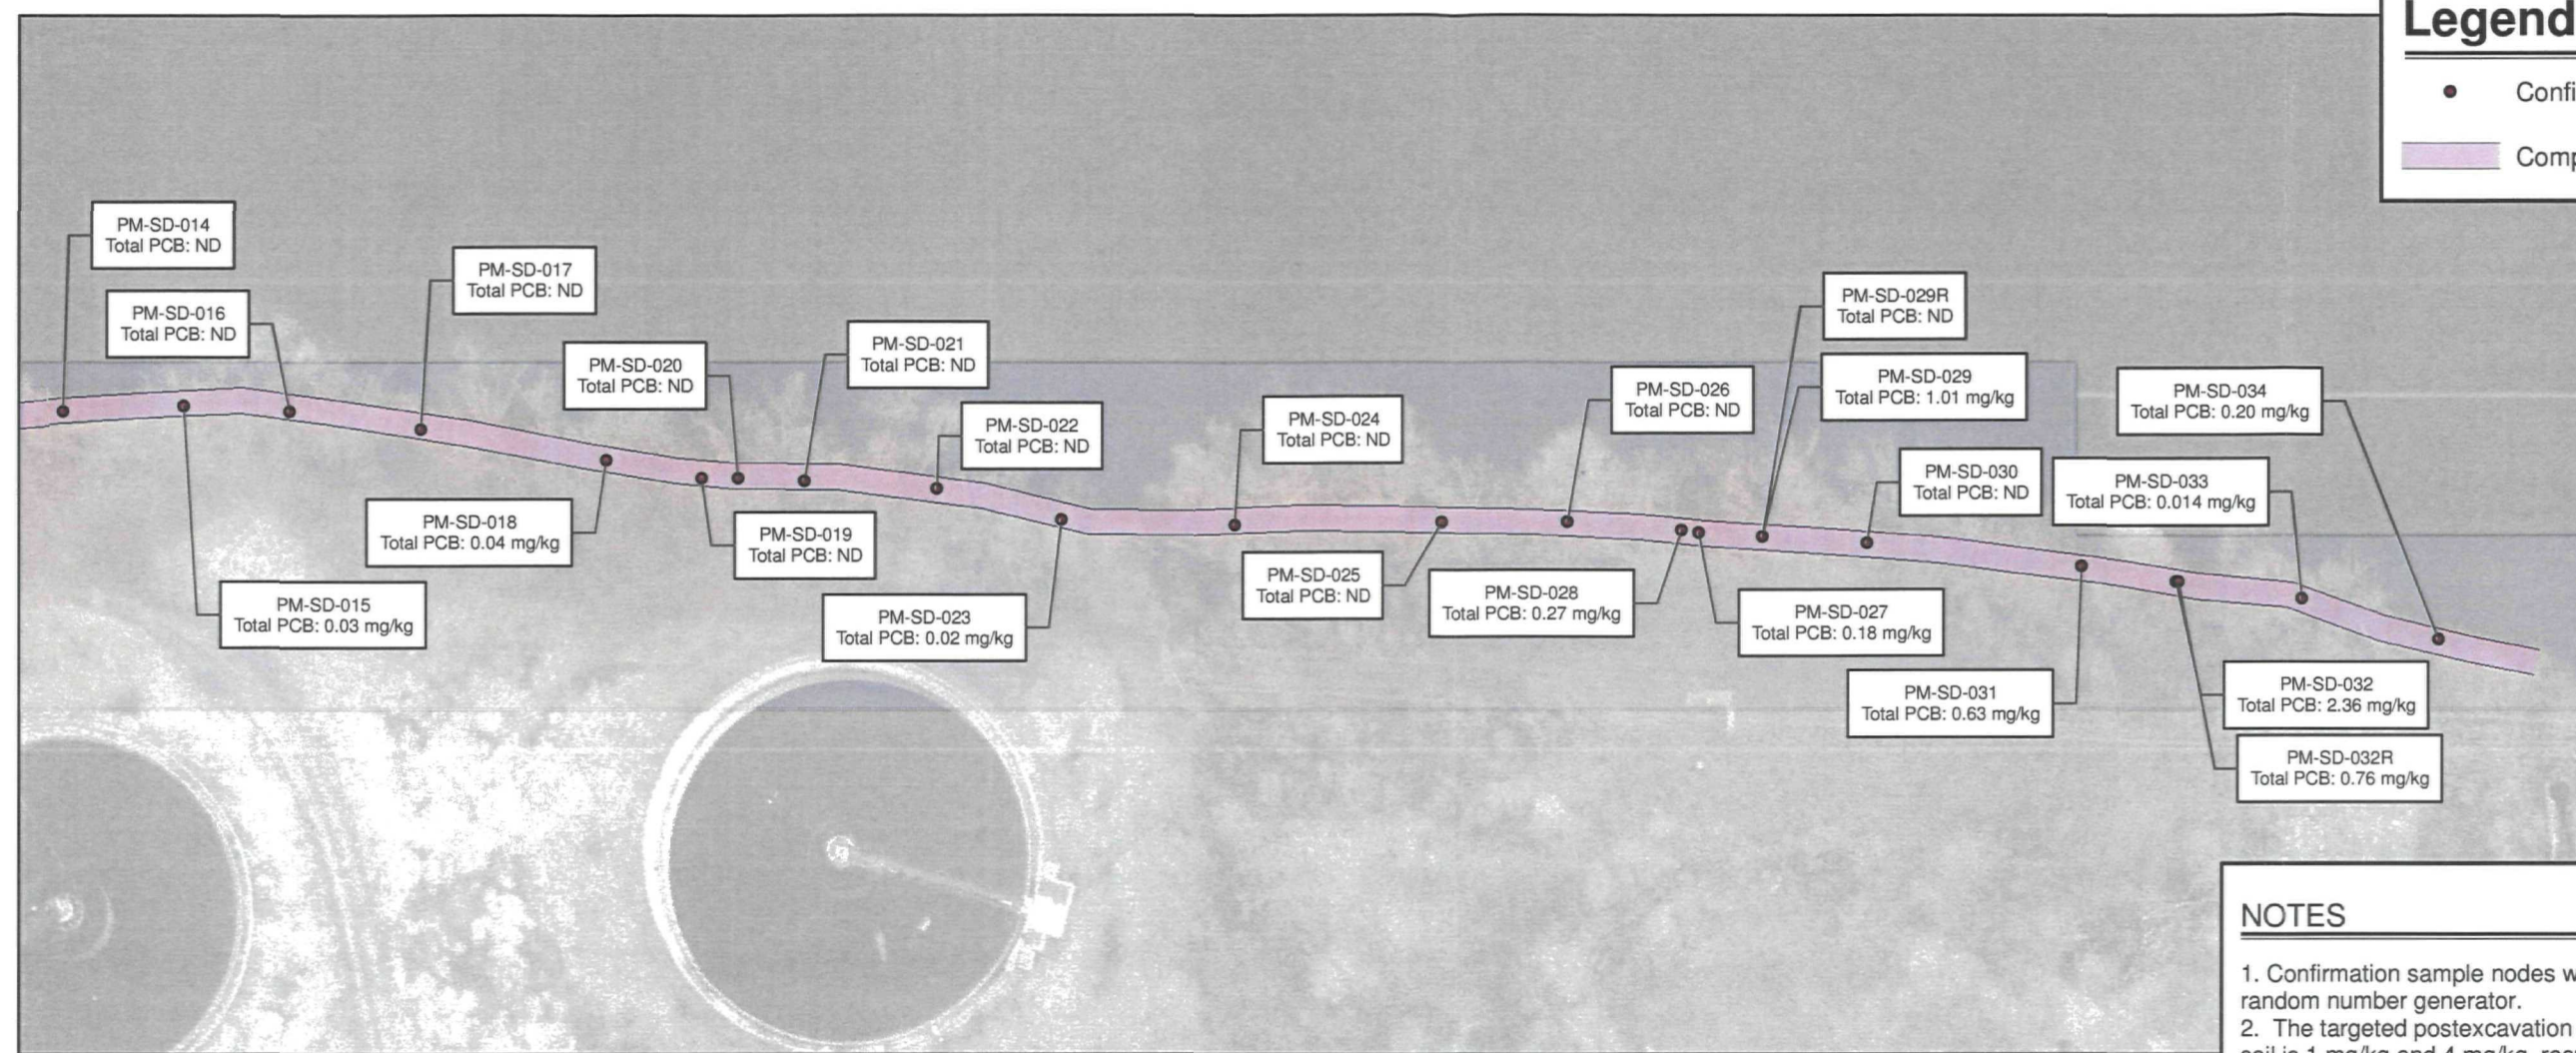 Legend
PM-SD-014
Total PCB: ND
PM-SD-016
Total PCB: ND
PM-SD-017
Total PCB: ND
PM-SD-020
Total PCB: ND
PM-SD-021
Total PCB: ND
PM-SD-022
Total PCB: ND
PM-SD-024
Total PCB: ND
PM-SD-026
Total PCB: ND
PM-SD-029R
Total PCB: ND
PM-SD-029
Total PCB: 1.01 mg/kg
PM-SD-030
Total PCB: ND
PM-SD-034
Total PCB: 0.20 mg/kg
PM-SD-033
Total PCB: 0.014 mg/kg
PM-SD-018
Total PCB: 0.04 mg/kg
PM-SD-019
Total PCB: ND
PM-SD-015
Total PCB: 0.03 mg/kg
PM-SD-023
Total PCB: 0.02 mg/kg
PM-SD-025
Total PCB: ND
PM-SD-028
Total PCB: 0.27 mg/kg
PM-SD-027
Total PCB: 0.18 mg/kg
PM-SD-031
Total PCB: 0.63 mg/kg
PM-SD-032
Total PCB: 2.36 mg/kg
PM-SD-032R
Total PCB: 0.76 mg/kg
NOTES
1. Confirmation sample nodes
random number generator.
2. The targeted postexcavation
soil is 1 mg/kg and 4 mg/kg,